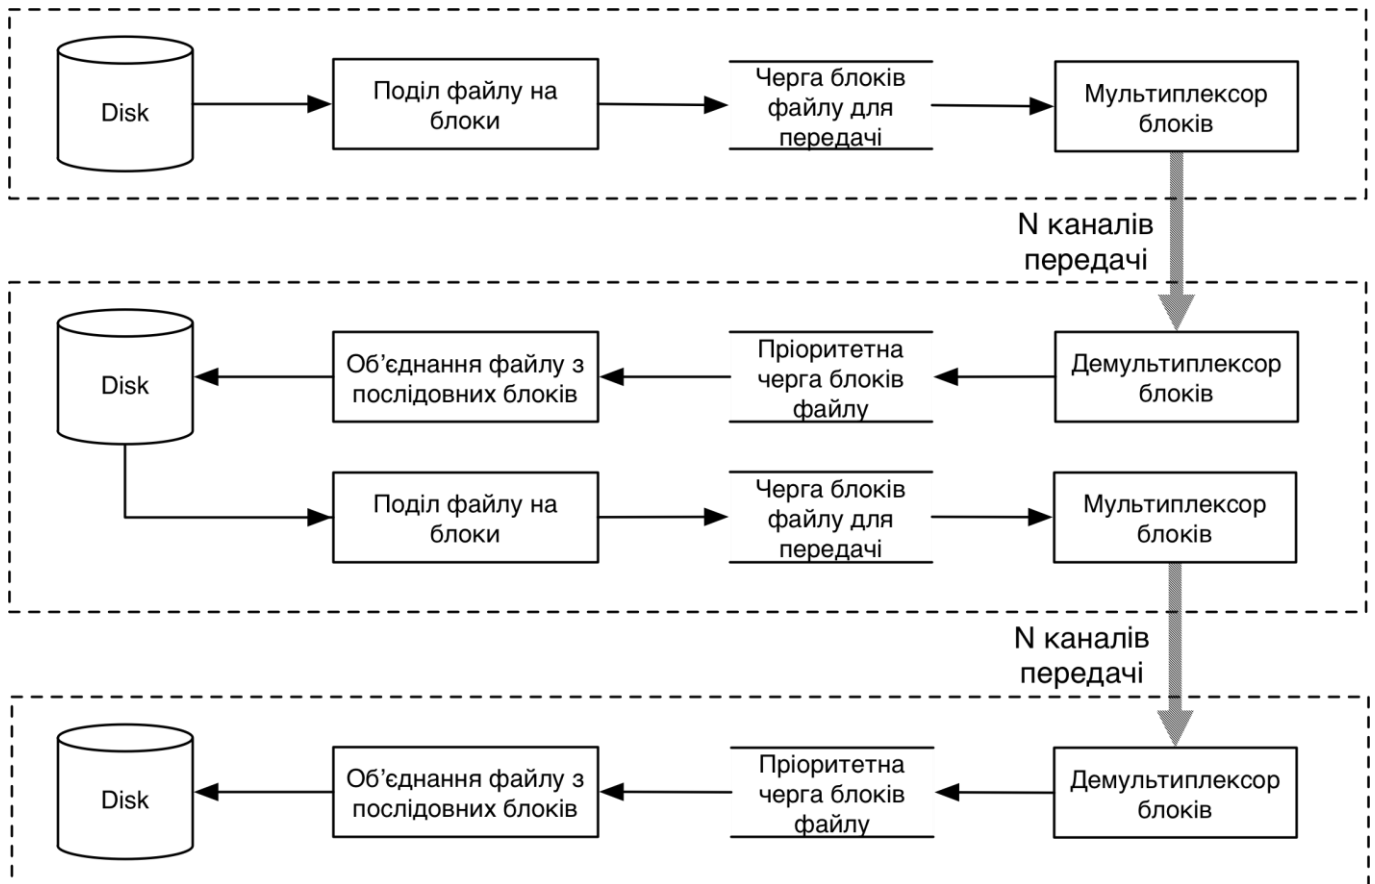 Disk
Поділ файлу на
блоки
Черга блоків
файлу для
передачі
Мультиплексор
блоків
N каналів
передачі
Disk
Об’єднання файлу з
послідовних блоків
Пріоритетна
черга блоків
файлу
Демультиплексор
блоків
Поділ файлу на
блоки
Черга блоків
файлу для
передачі
Мультиплексор
блоків
N каналів
передачі
Disk
Об’єднання файлу з
послідовних блоків
Пріоритетна
черга блоків
файлу
Демультиплексор
блоків